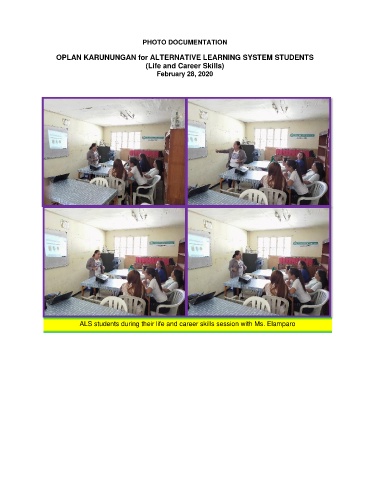 PHOTO DOCUMENTATION
OPLAN KARUNUNGAN for ALTERNATIVE LEARNING SYSTEM STUDENTS
(Life and Career Skills)
February 28, 2020
ALS students during their life and career skills session with Ms. Elamparo